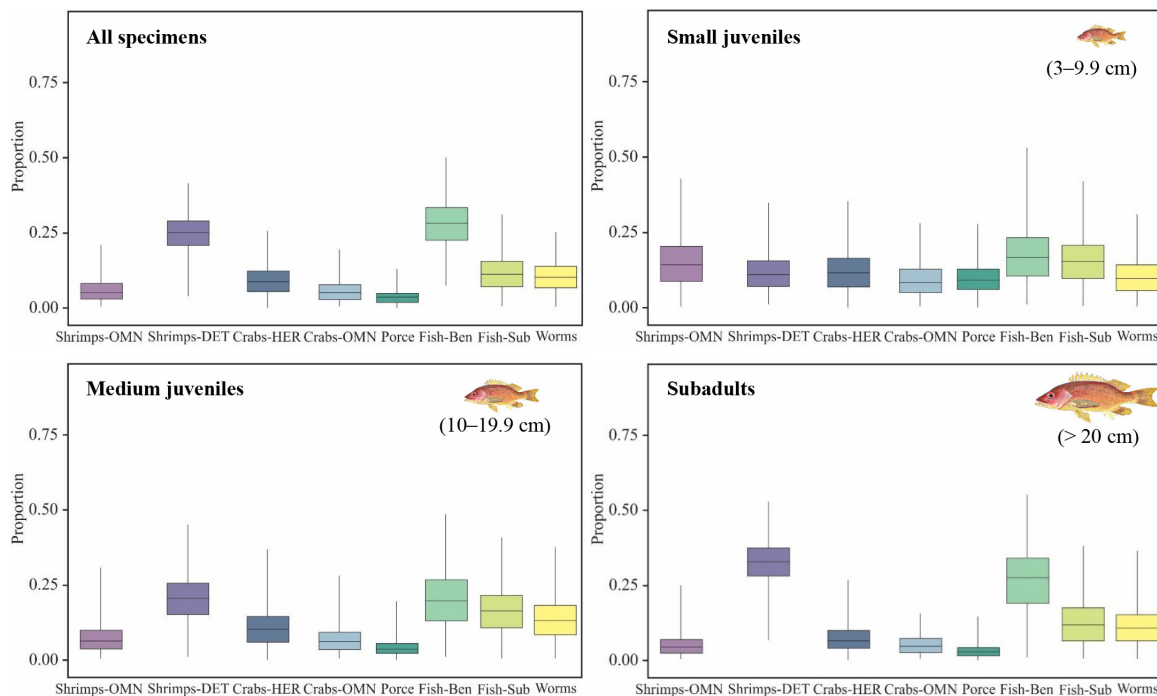 All specimens
0.75
0.50
0.25
0.00
Proportion
Shrimps-OMN Shrimps-DET Crabs-HER Crabs-OMN Porce Fish-Ben Fish-Sub Worms
Small juveniles
(3–9.9 cm)
0.75
0.50
0.25
0.00
Proportion
Shrimps-OMN Shrimps-DET Crabs-HER Crabs-OMN Porce Fish-Ben Fish-Sub Worms
Medium juveniles
(10–19.9 cm)
0.75
0.50
0.25
0.00
Proportion
Shrimps-OMN Shrimps-DET Crabs-HER Crabs-OMN Porce Fish-Ben Fish-Sub Worms
Subadults
(> 20 cm)
0.75
0.50
0.25
0.00
Proportion
Shrimps-OMN Shrimps-DET Crabs-HER Crabs-OMN Porce Fish-Ben Fish-Sub Worms